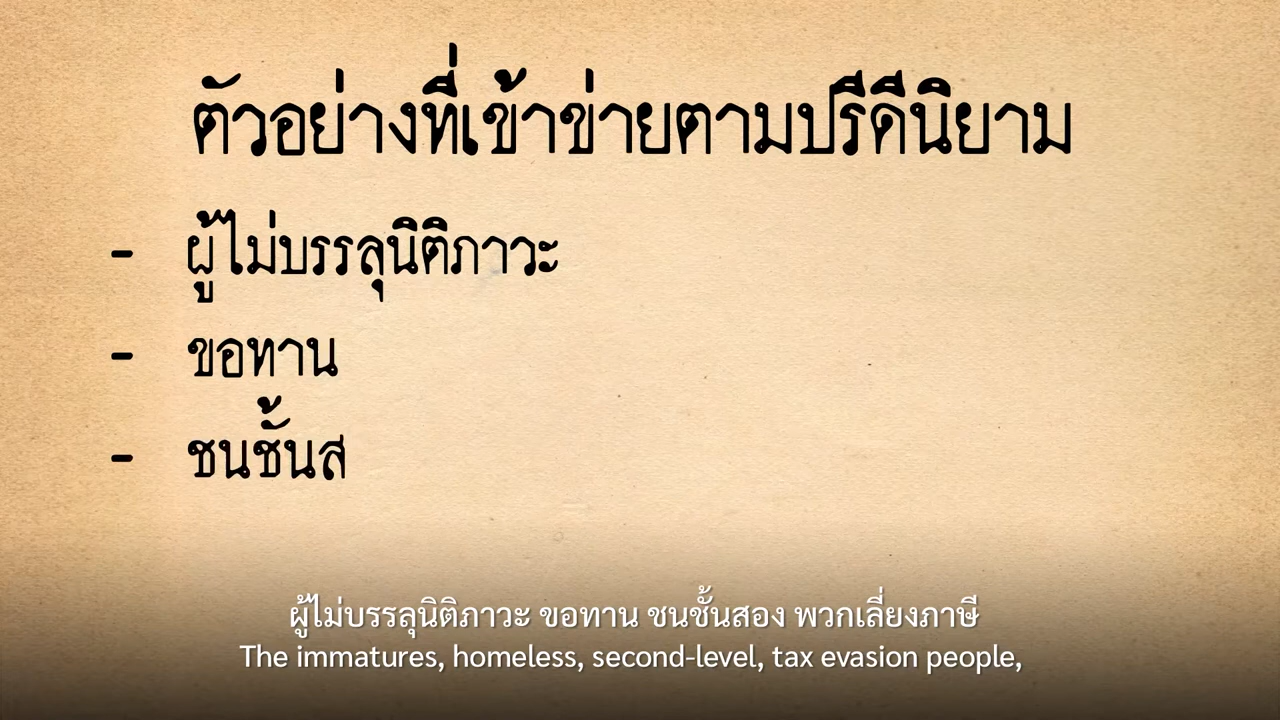 ตัวอย่างที่เข้าข่ายตามปรีดีนิยาม
- ผู้ไม่บรรลุนิติภาวะ
- ขอทาน
- ชนชั้นส
ผู้ไม่บรรลุนิติภาวะ ขอทาน ชนชั้นสอง พวกเลี่ยงภาษี
The immatures, homeless, second-level, tax evasion people,